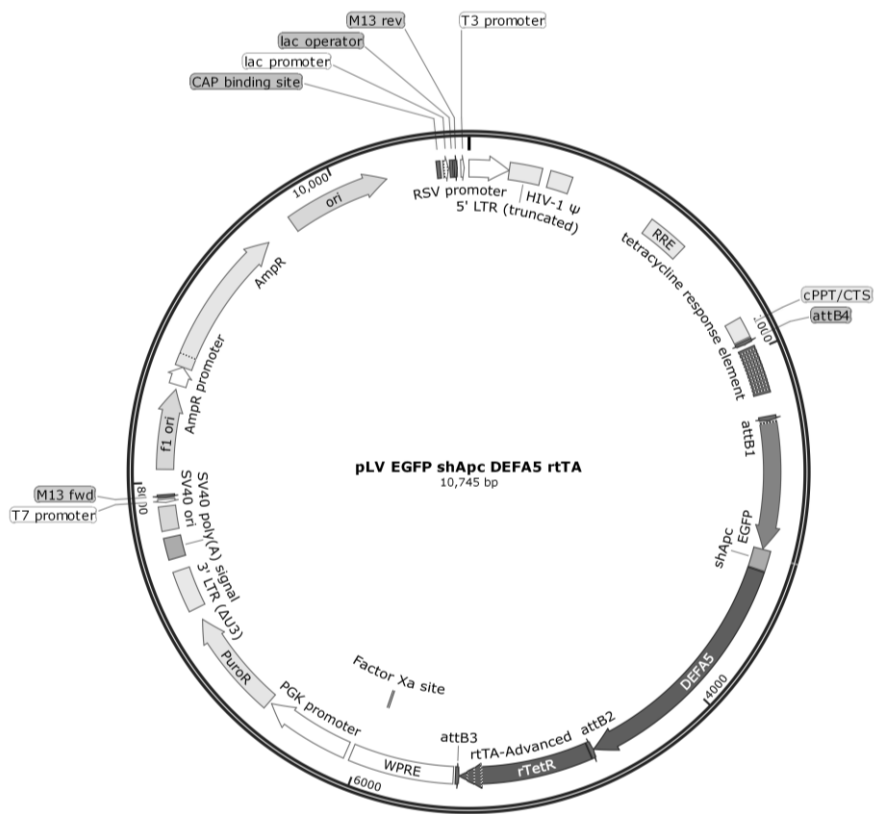 M13 rev
T3 promoter
lac operator
lac promoter
CAP binding site
10,000
ori
RSV promoter
5' LTR (truncated)
HIV-1 ψ
RRE
tetracycline response element
cPPT/CTS
attB4
AmpR
AmpR promoter
attB1
f1 ori
pLV EGFP shApc DEFA5 rtTA
10,745 bp
M13 fwd
8000
T7 promoter
SV40 ori
SV40 poly(A) signal
3' LTR (ΔU3)
EGFP
shApc
DEFA5
4000
PuroR
PGK promoter
Factor Xa site
attB3
rtTA-Advanced
attB2
rTetR
WPRE
6000